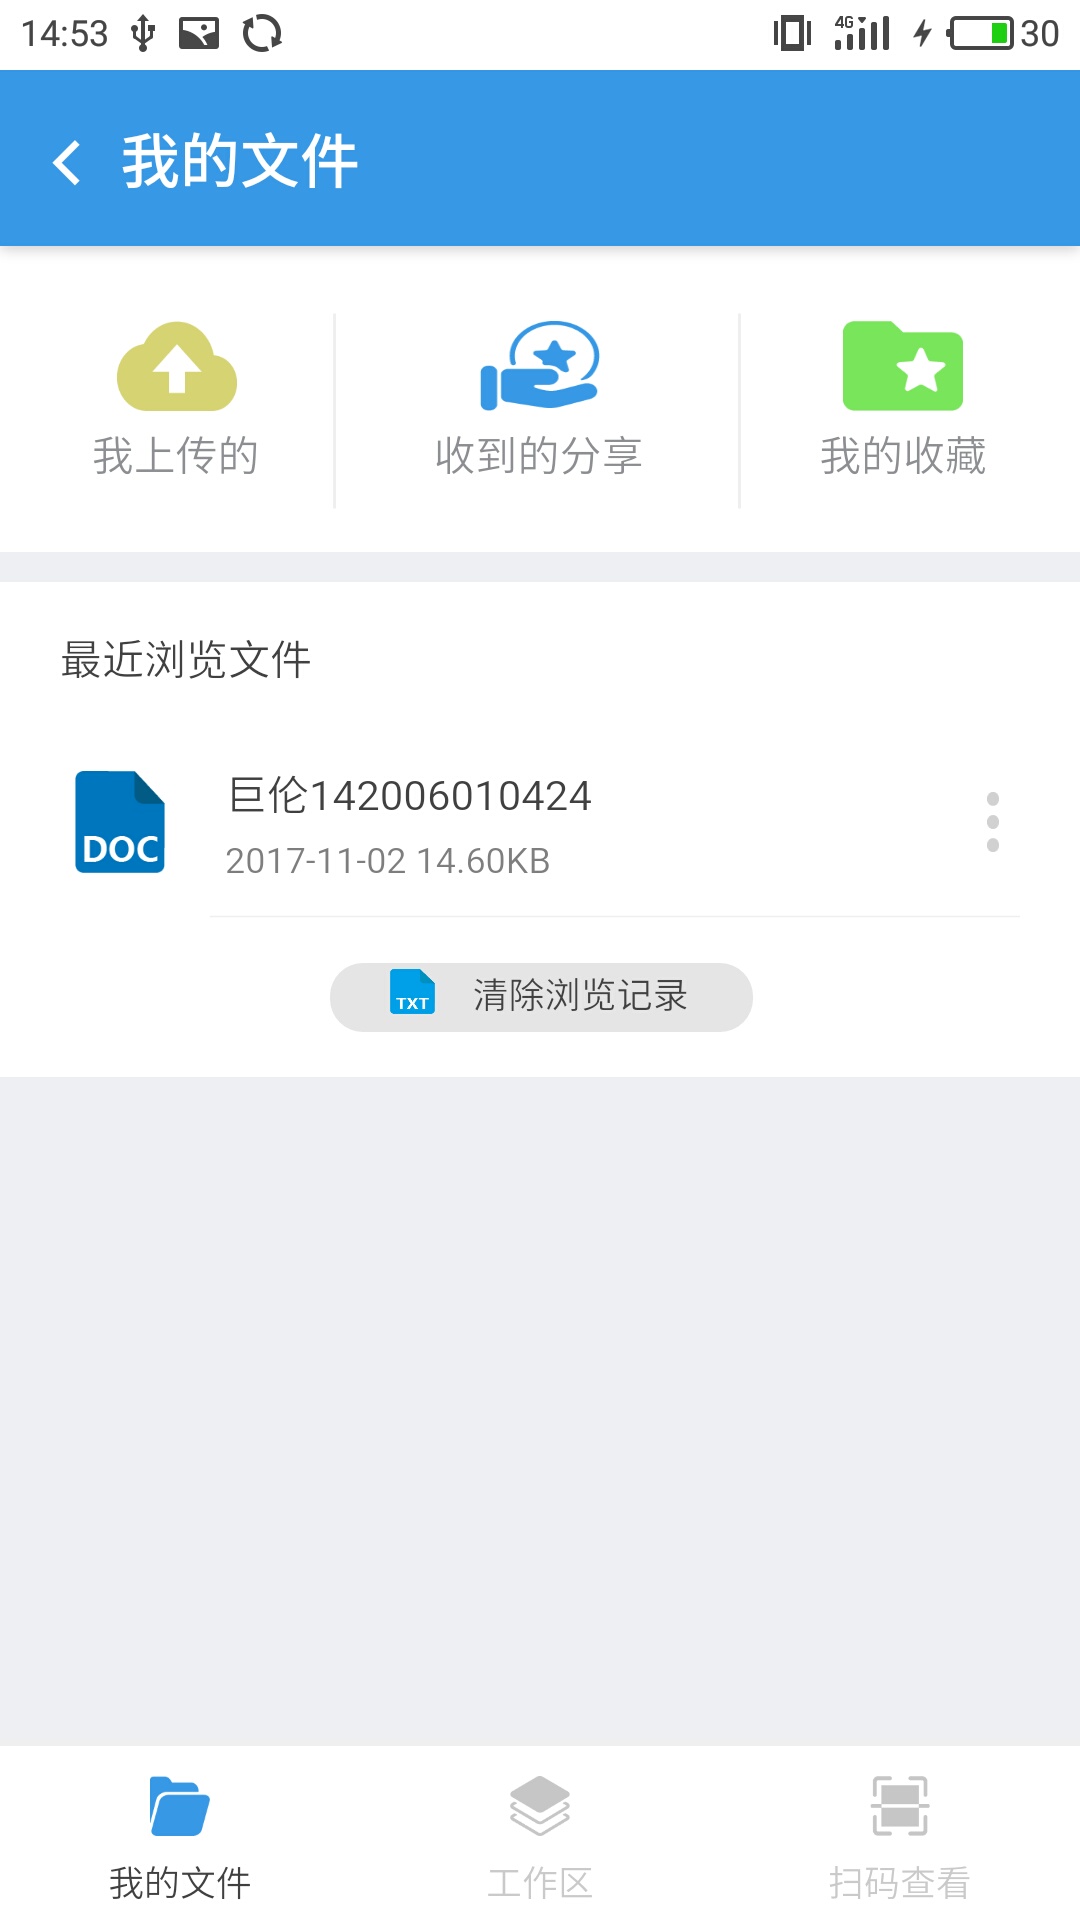 14:53 4G 30
我的文件
我上传的 收到的分享 我的收藏
最近浏览文件
巨伦142006010424
DOC
2017-11-02 14.60KB
TXT 清除浏览记录
我的文件 工作区 扫码查看